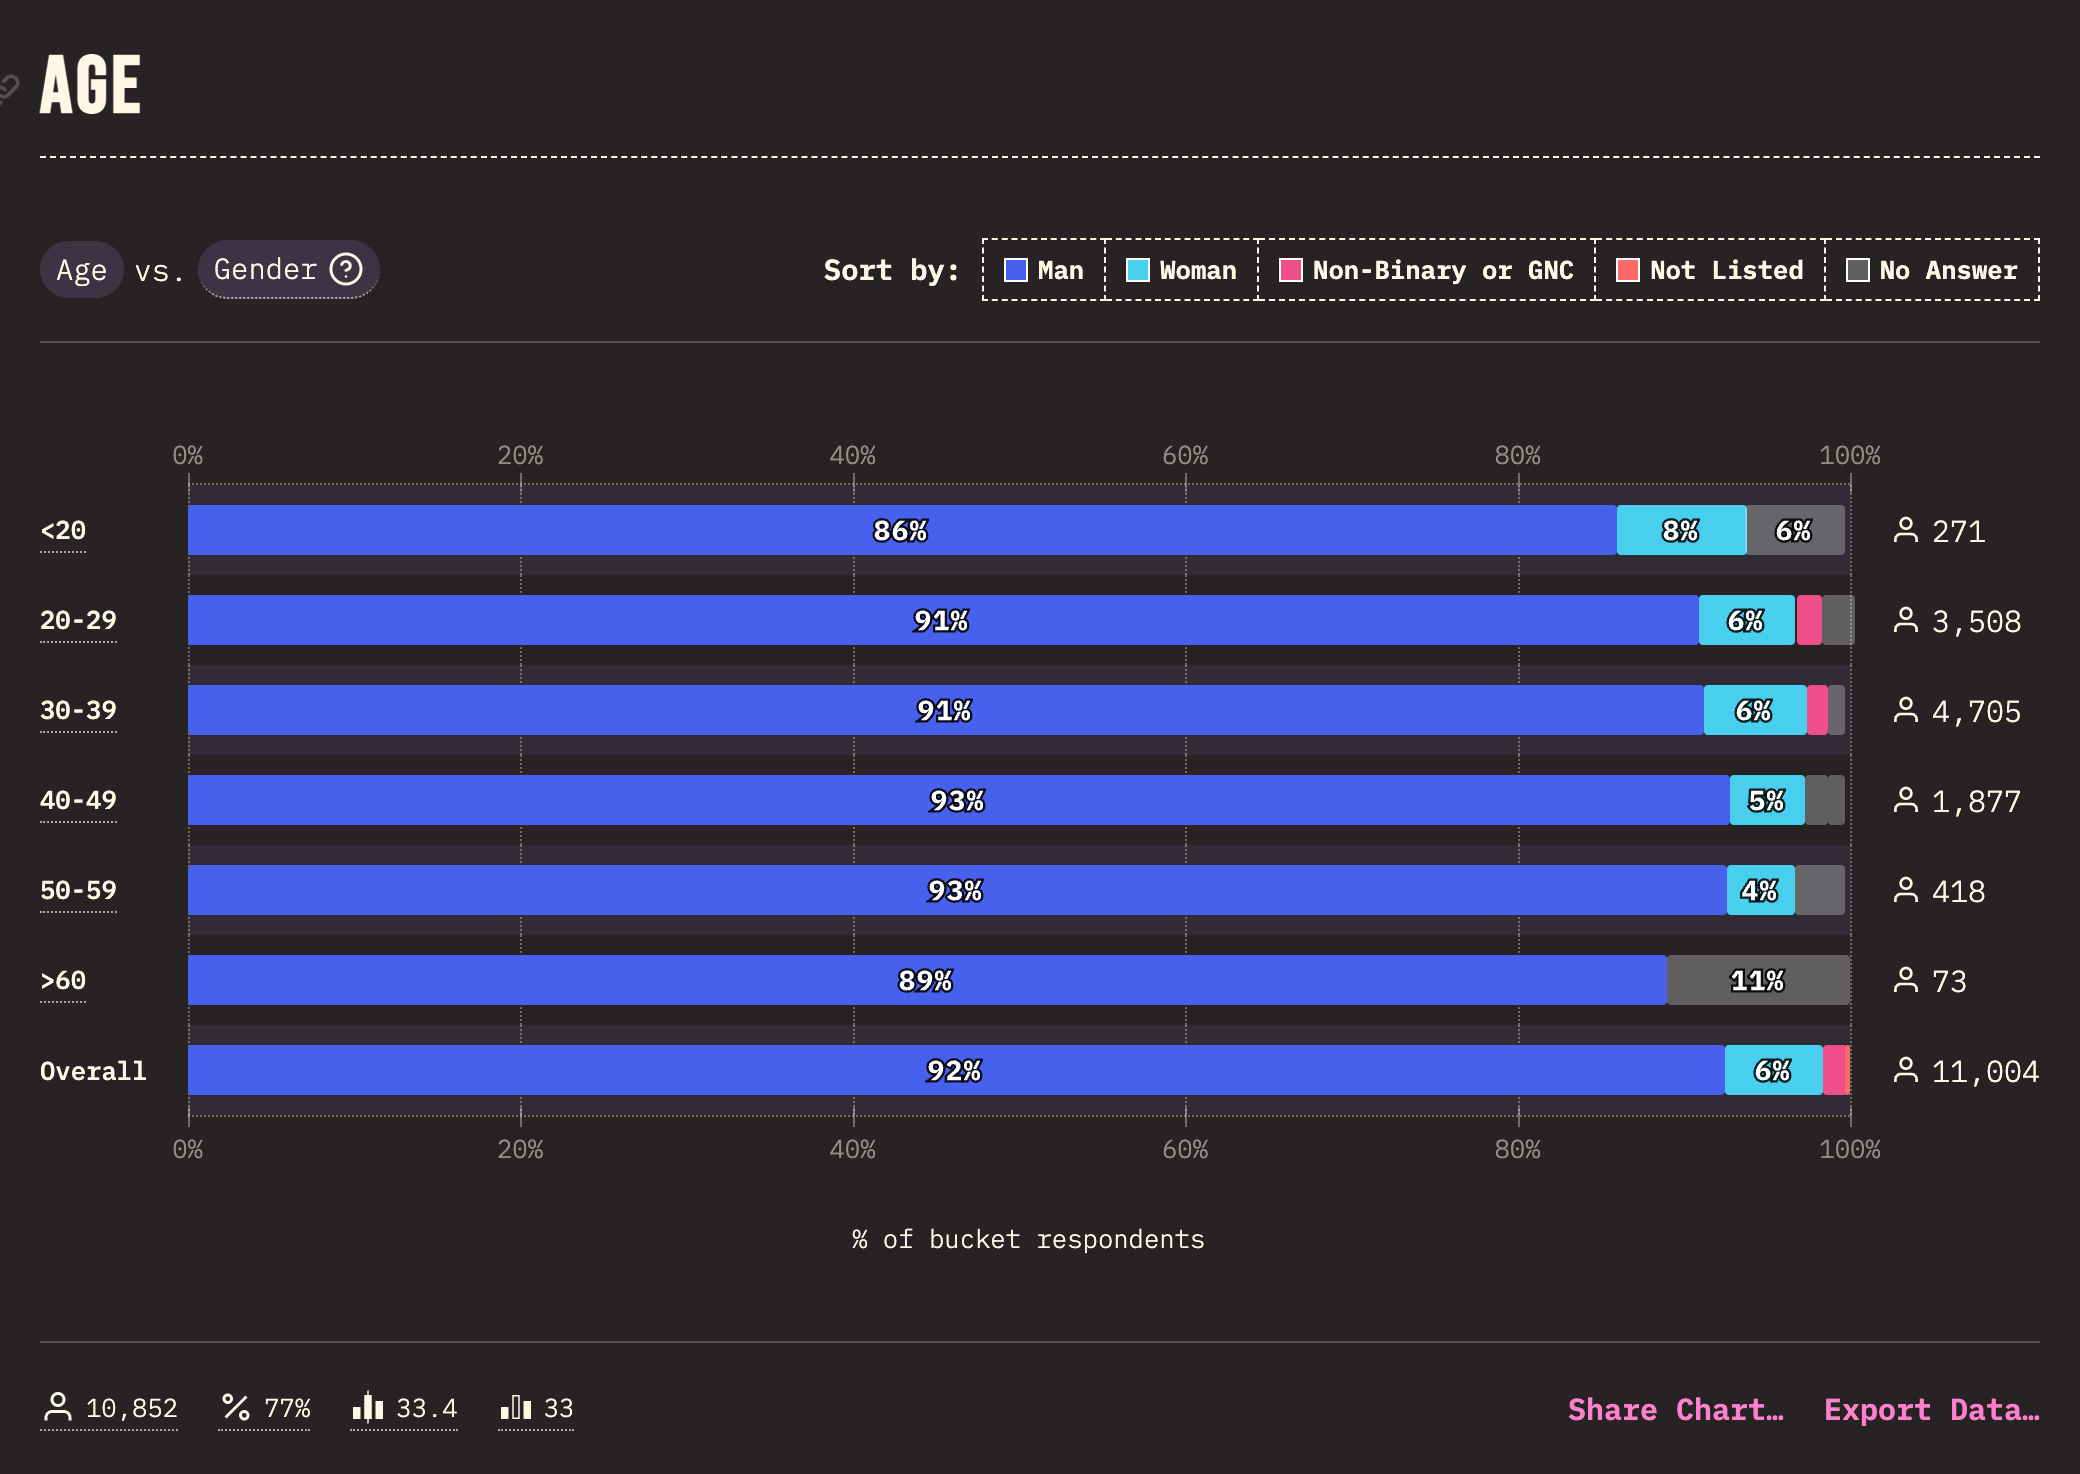 AGE
Age vs. Gender ?
Sort by: Man Woman Non-Binary or GNC Not Listed No Answer
0% 20% 40% 60% 80% 100%
<20 86% 8% 6% 271
20-29 91% 6% 3,508
30-39 91% 6% 4,705
40-49 93% 5% 1,877
50-59 93% 4% 418
>60 89% 11% 73
Overall 92% 6% 11,004
0% 20% 40% 60% 80% 100%
% of bucket respondents
10,852 % 77% 33.4 33 Share Chart… Export Data…